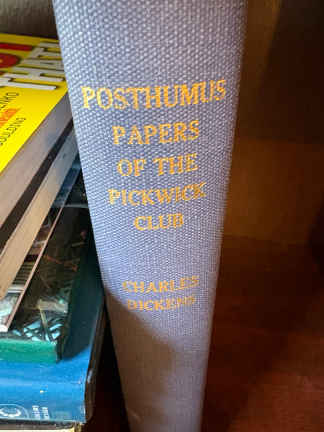 POSTHUMUS
PAPERS
OF THE
PICKWICK
CLUB
CHARLES
DICKENS